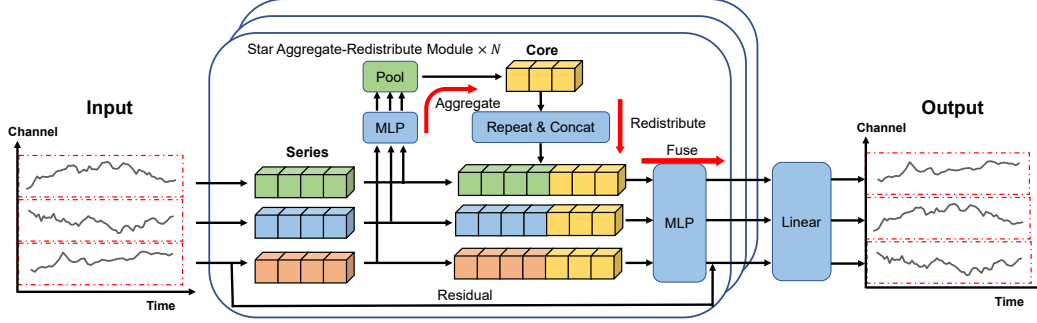 Star Aggregate-Redistribute Module × N
Core
Pool
Input
Aggregate
Output
Channel
MLP
Repeat & Concat
Redistribute
Channel
Series
Fuse
MLP
Linear
Residual
Time
Time